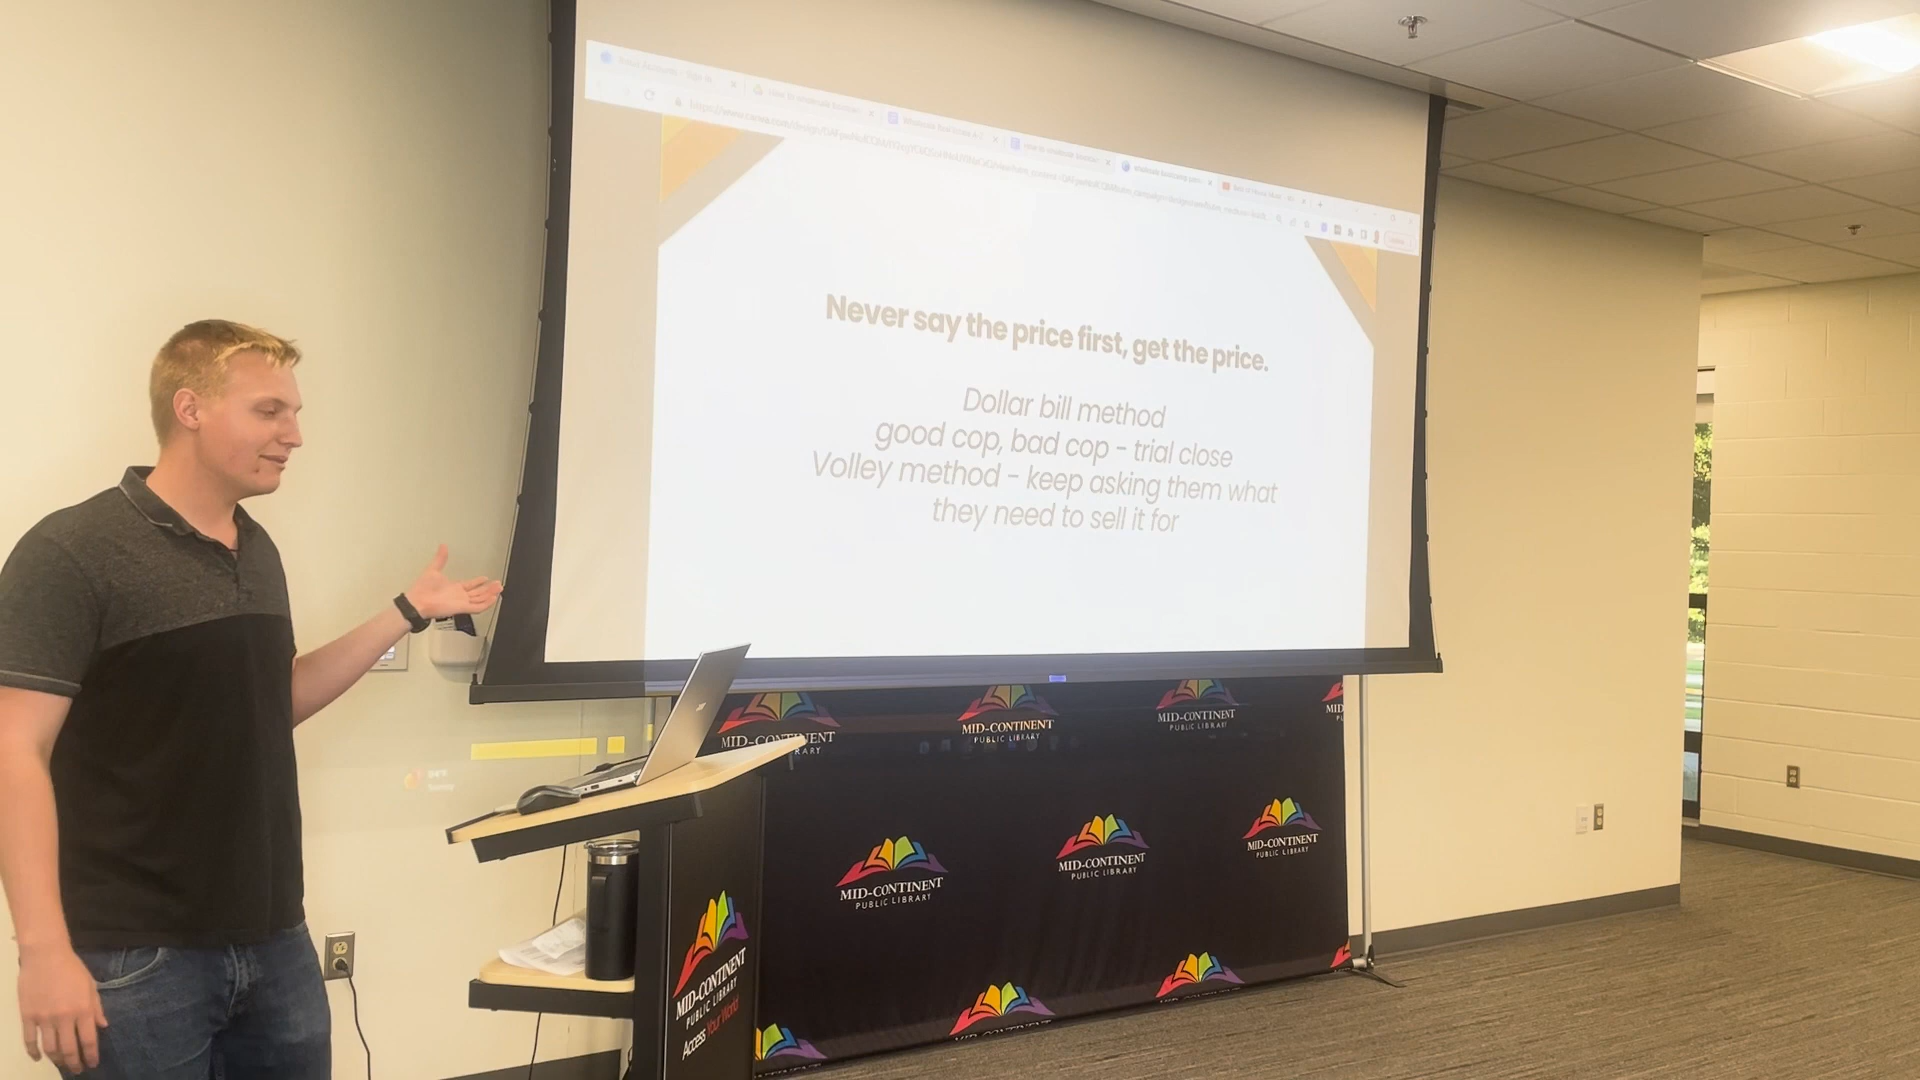 Never say the price first, get the price.
Dollar bill method
good cop, bad cop - trial close
Volley method - keep asking them what
they need to sell it for
MID-CONTINENT
MID-CONTINENT
PUBLIC LIBRARY
MID-CONTINENT
PUBLIC LIBRARY
MID-CONTINENT
PUBLIC LIBRARY
MID-CONTINENT
PUBLIC LIBRARY
MID-CONTINENT
PUBLIC LIBRARY
MID-CONTINENT
PUBLIC LIBRARY
Access Your World